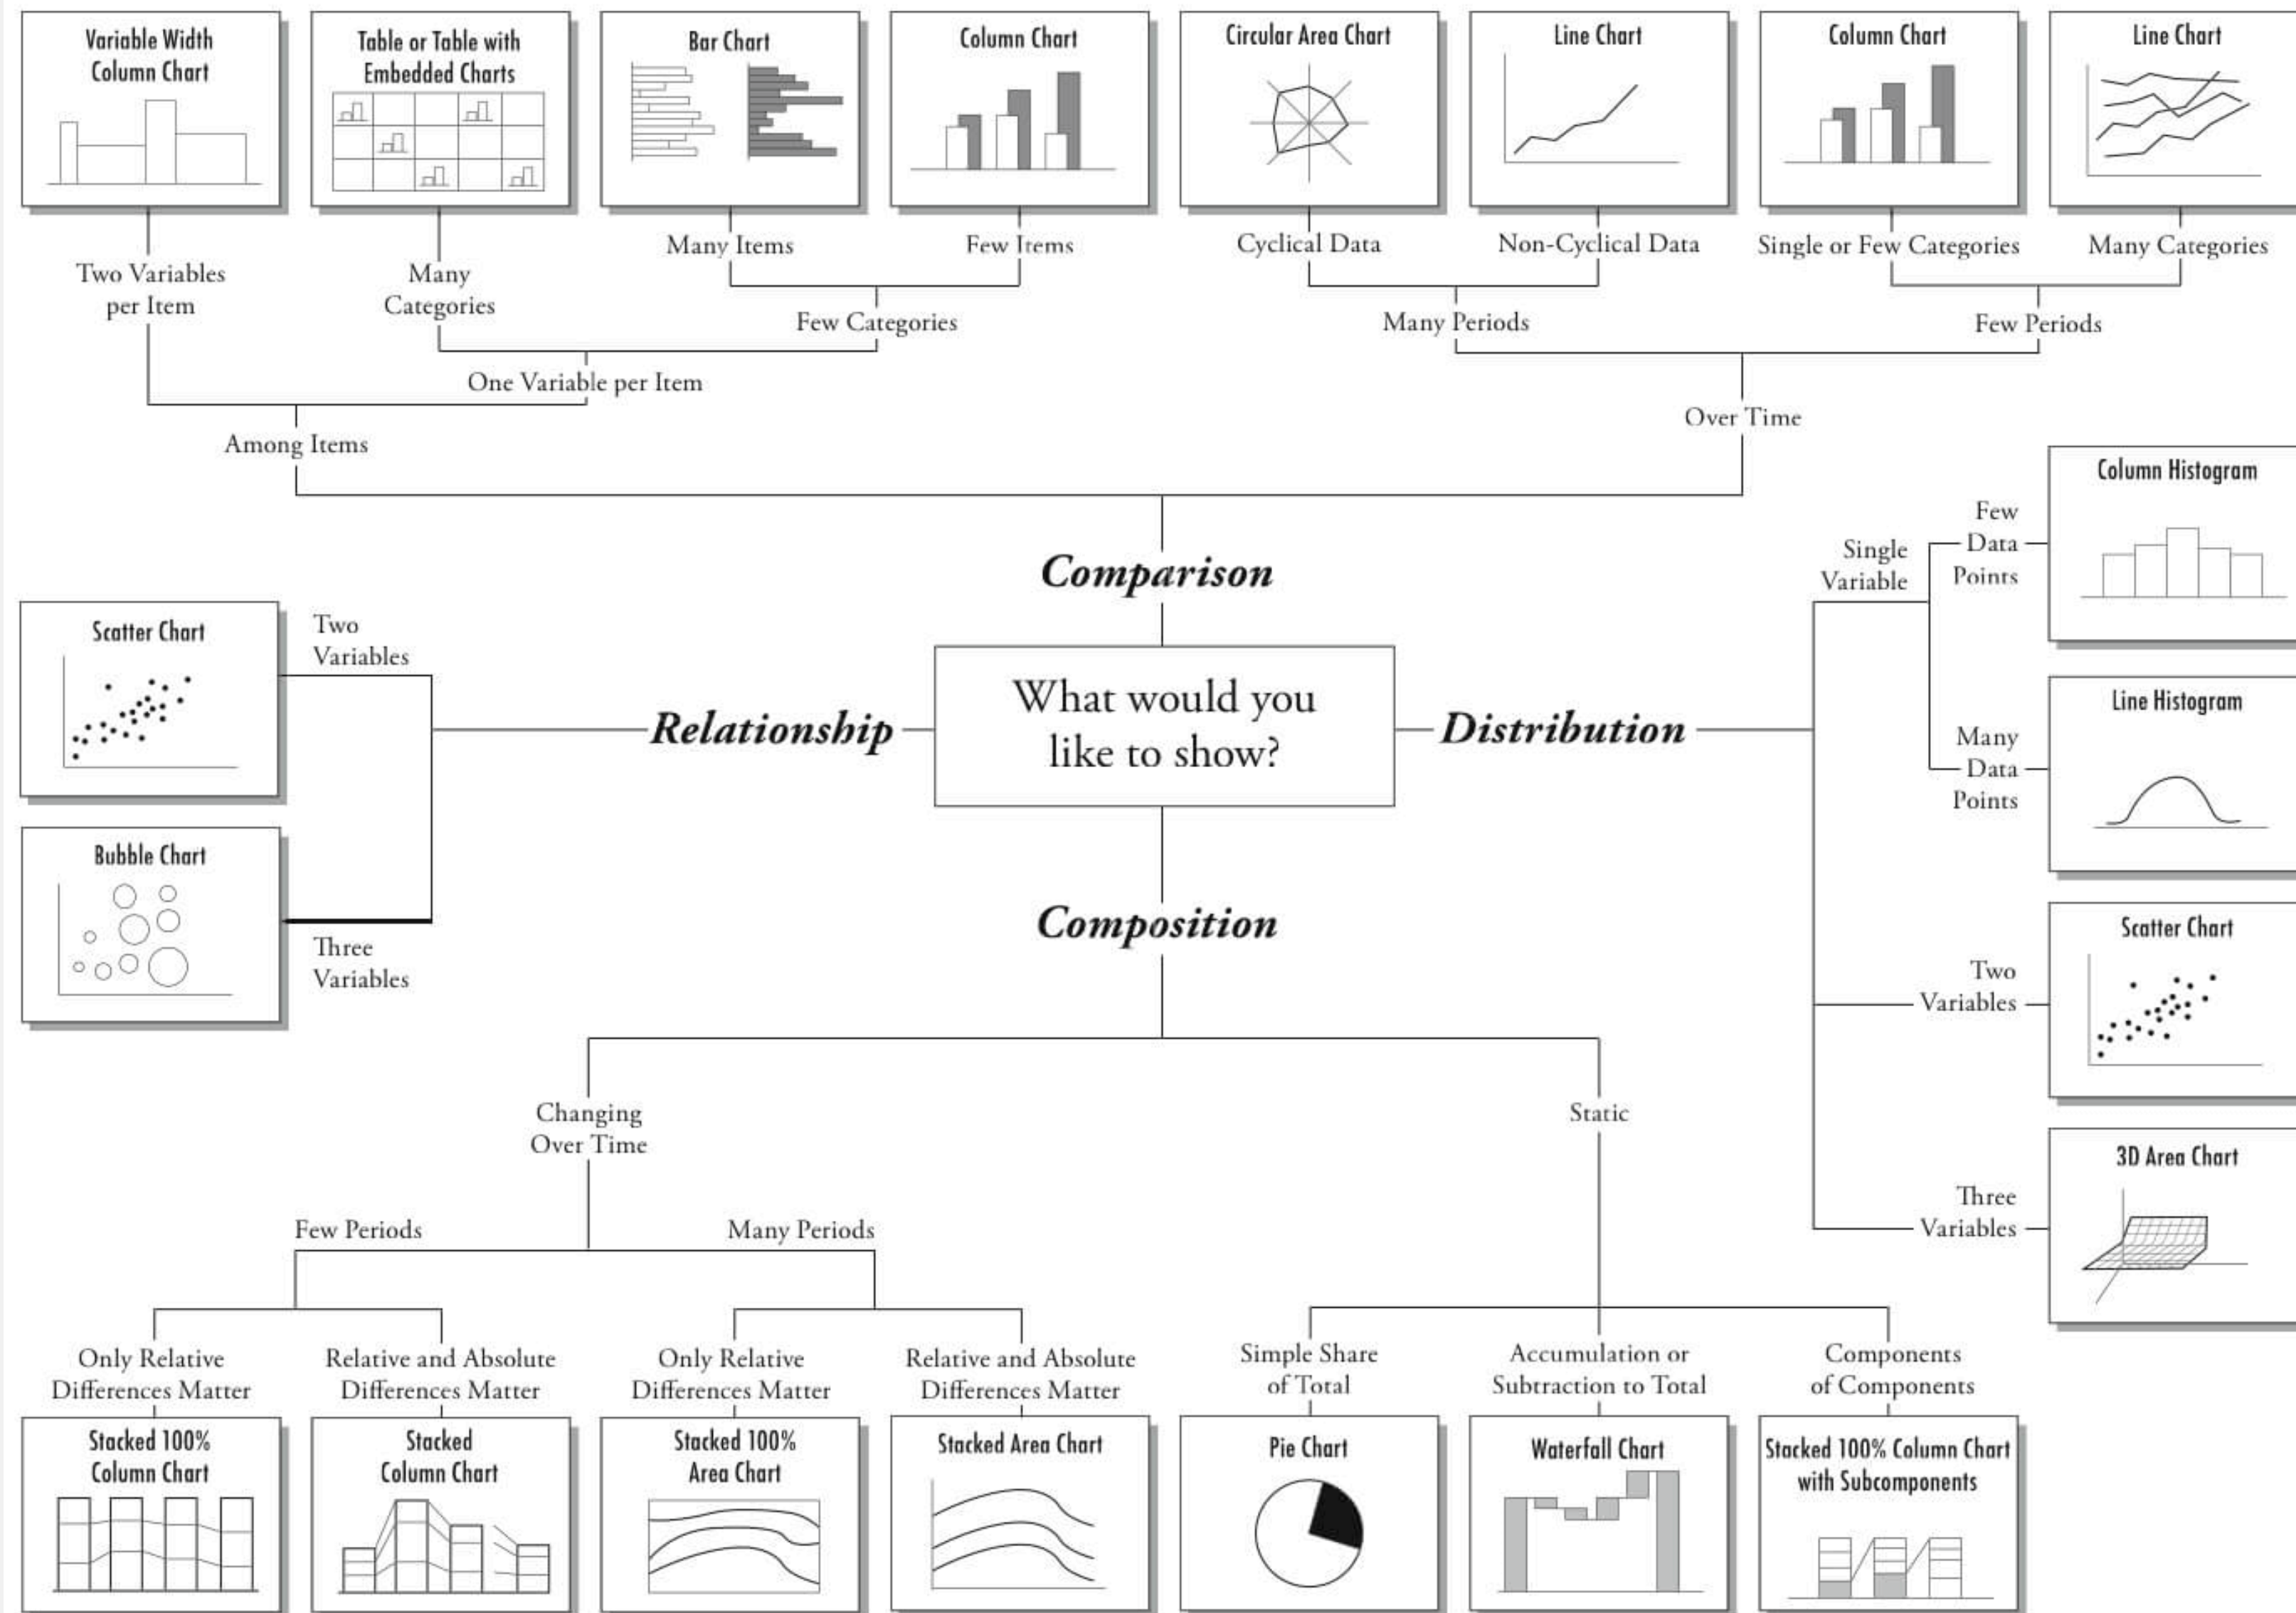 Variable Width
Column Chart
Table or Table with
Embedded Charts
Bar Chart
Column Chart
Circular Area Chart
Line Chart
Column Chart
Line Chart
Two Variables
per Item
Many
Categories
Many Items
Few Items
Cyclical Data
Non-Cyclical Data
Single or Few Categories
Many Categories
Few Categories
Many Periods
Few Periods
One Variable per Item
Over Time
Among Items
Comparison
What would you
like to show?
Relationship
Two
Variables
Scatter Chart
Bubble Chart
Three
Variables
Distribution
Single
Variable
Few
Data
Points
Column Histogram
Many
Data
Points
Line Histogram
Two
Variables
Scatter Chart
Three
Variables
3D Area Chart
Composition
Changing
Over Time
Static
Few Periods
Many Periods
Only Relative
Differences Matter
Relative and Absolute
Differences Matter
Only Relative
Differences Matter
Relative and Absolute
Differences Matter
Simple Share
of Total
Accumulation or
Subtraction to Total
Components
of Components
Stacked 100%
Column Chart
Stacked
Column Chart
Stacked 100%
Area Chart
Stacked Area Chart
Pie Chart
Waterfall Chart
Stacked 100% Column Chart
with Subcomponents